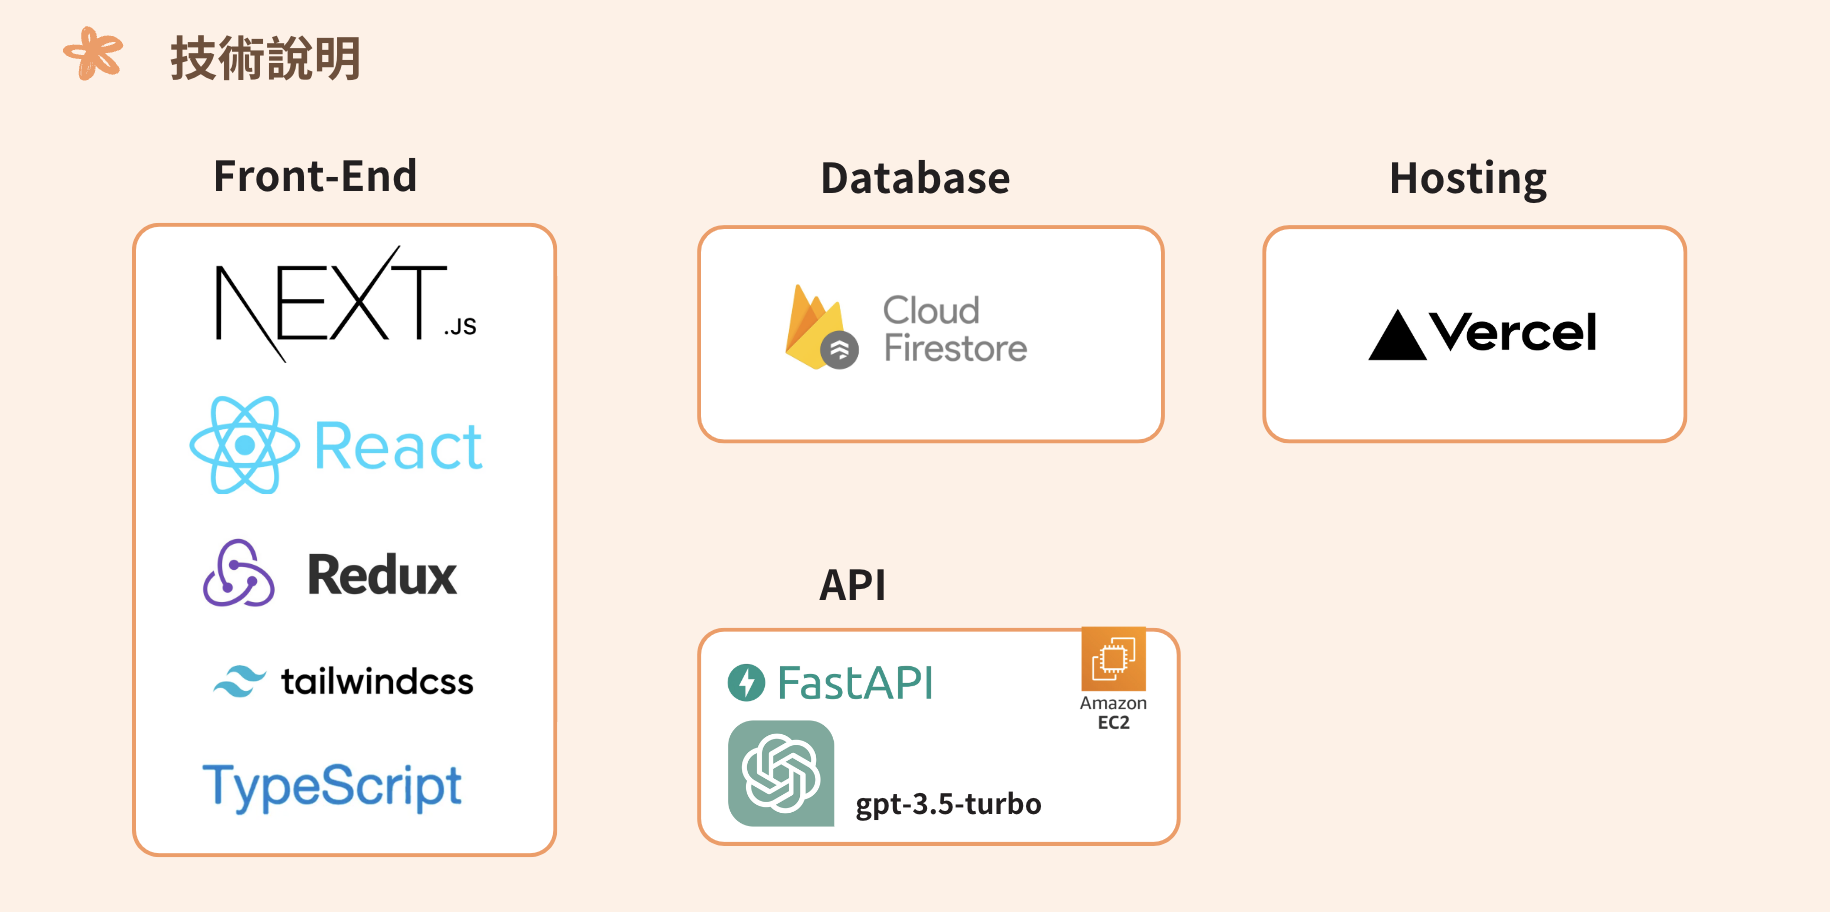 技術說明
Front-End
NEXT.JS
React
Redux
tailwindcss
TypeScript
Database
Cloud
Firestore
Hosting
Vercel
API
FastAPI
Amazon
EC2
gpt-3.5-turbo